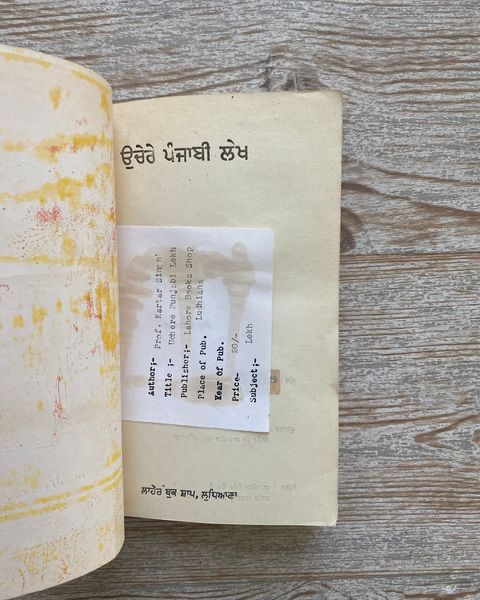 ਉਚੇਰੇ ਪੰਜਾਬੀ ਲੇਖ
Author;- Prof. Kartar Singh
Title ;- Uchere Punjabi Lekh
Publisher;- Lahore Books Shop
Place of Pub. Ludhiana
Year Of Pub.
Price- 20/-
Subject;- Lekh
ਲਾਹੌਰ ਬੁਕ ਸ਼ਾਪ, ਲੁਧਿਆਣਾ